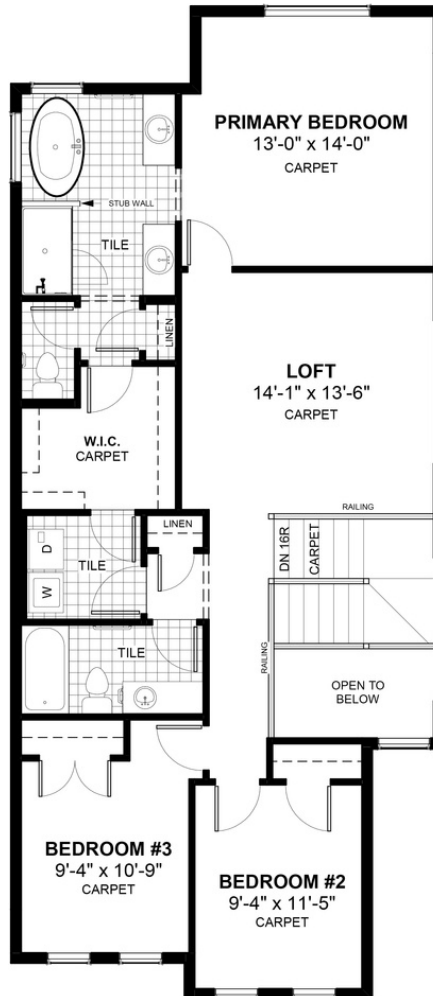 PRIMARY BEDROOM
13'-0" x 14'-0"
CARPET
STUB WALL
TILE
LINEN
LOFT
14'-1" x 13'-6"
CARPET
W.I.C.
CARPET
RAILING
LINEN
DN 16R
CARPET
D
TILE
W
TILE
RAILING
OPEN TO
BELOW
BEDROOM #3
9'-4" x 10'-9"
CARPET
BEDROOM #2
9'-4" x 11'-5"
CARPET